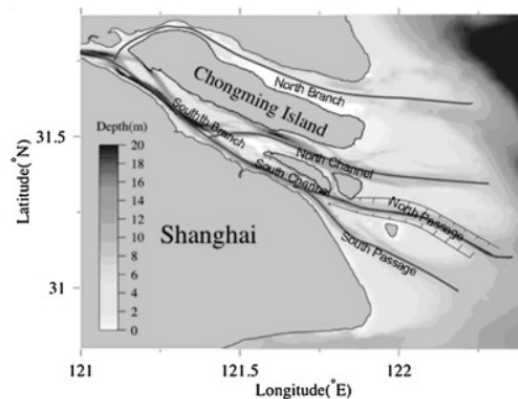 North Branch
Chongming Island
Southth Branch
North Channel
South Channel
North Passage
South Passage
Shanghai
Depth(m)
20
18
16
14
12
10
8
6
4
2
0
Latitude(°N)
31.5
31
121
121.5
122
Longitude(°E)